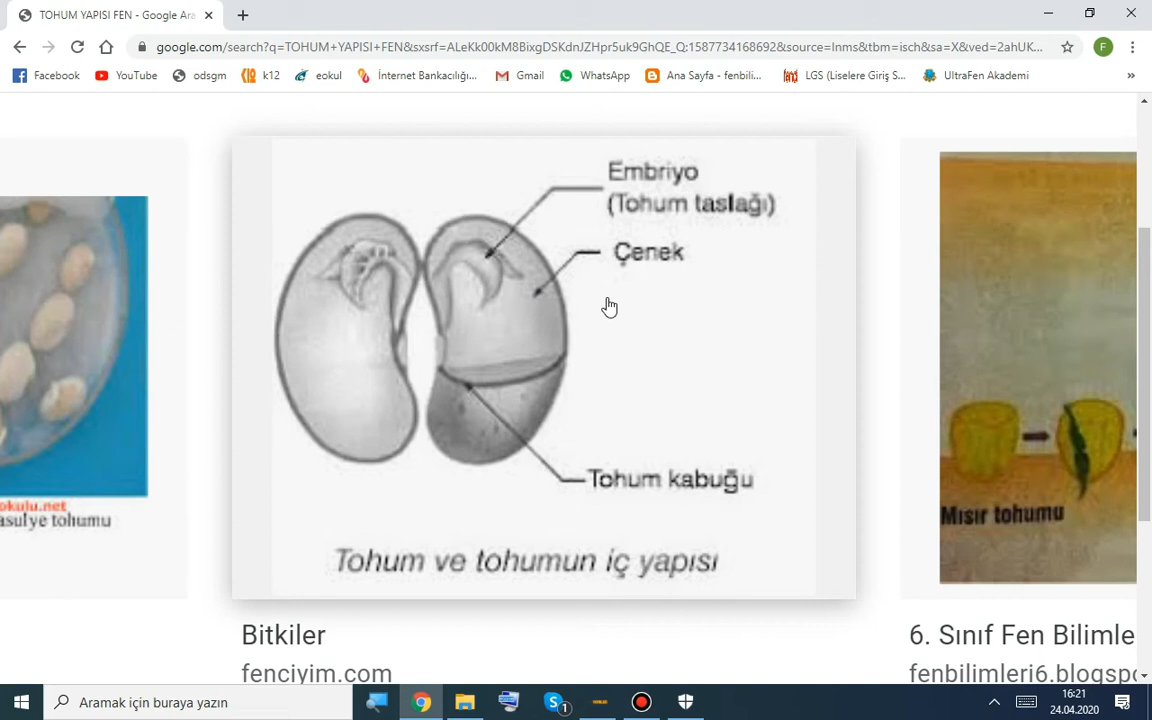 TOHUM YAPISI FEN - Google Ara
google.com/search?q=TOHUM+YAPISI+FEN&sxsrf=ALeKk00kM8BixgDSKdnJZHpr5uk9GhQE_Q:1587734168692&source=lnms&tbm=isch&sa=X&ved=2ahUK...
F
Facebook YouTube odsgm k12 eokul İnternet Bankacılığı... Gmail WhatsApp Ana Sayfa - fenbili... LGS (Liselere Giriş S... UltraFen Akademi »
Embriyo
(Tohum taslağı)
Çenek
Tohum kabuğu
okulu.net
asulye tohumu
Mısır tohumu
Tohum ve tohumun iç yapısı
Bitkiler
fenciyim.com
6. Sınıf Fen Bilimle
fenbilimleri6.blogspo
Aramak için buraya yazın
1
16:21
24.04.2020